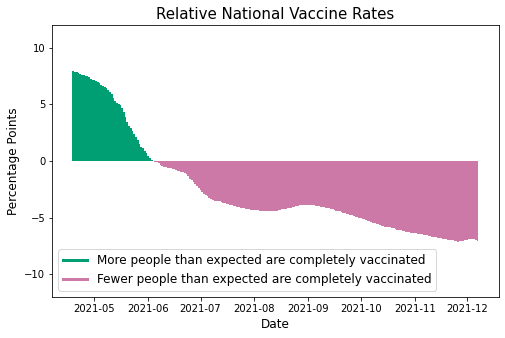 Relative National Vaccine Rates
Percentage Points
10
5
0
−5
−10
More people than expected are completely vaccinated
Fewer people than expected are completely vaccinated
2021-05 2021-06 2021-07 2021-08 2021-09 2021-10 2021-11 2021-12
Date